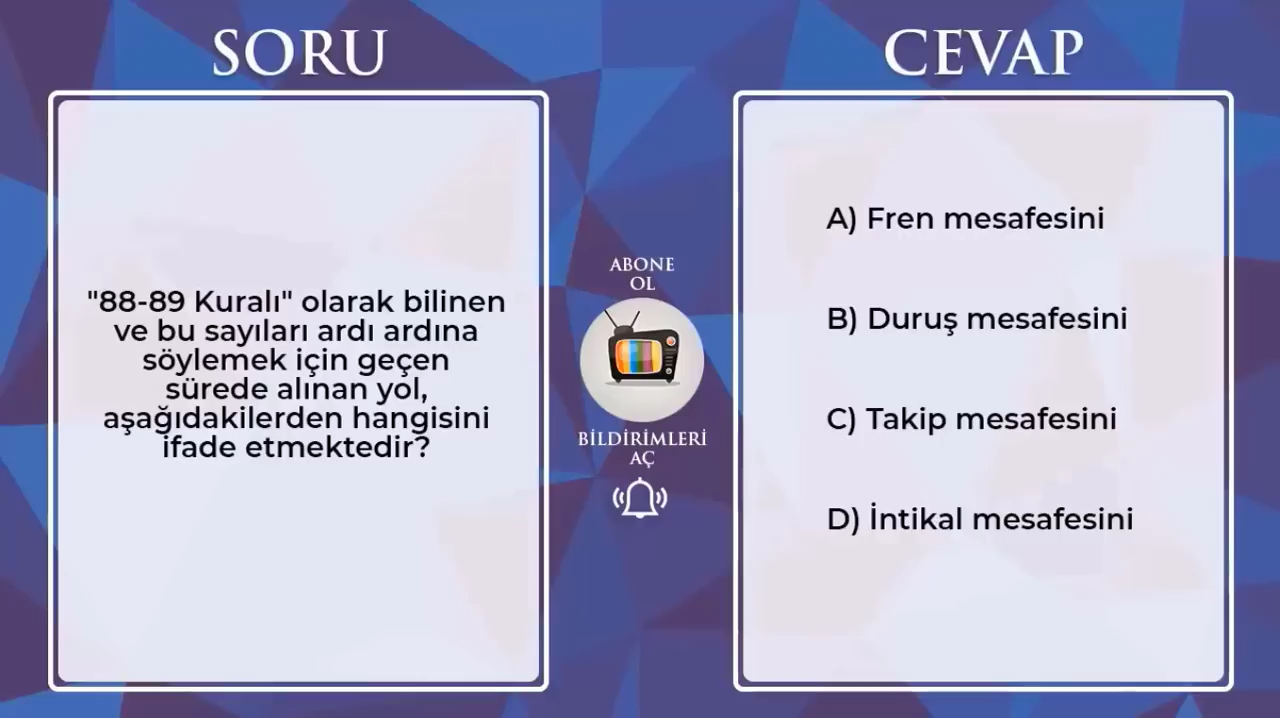 SORU
"88-89 Kuralı" olarak bilinen
ve bu sayıları ardı ardına
söylemek için geçen
sürede alınan yol,
aşağıdakilerden hangisini
ifade etmektedir?
ABONE
OL
BİLDİRİMLERİ
AÇ
CEVAP
A) Fren mesafesini
B) Duruş mesafesini
C) Takip mesafesini
D) İntikal mesafesini